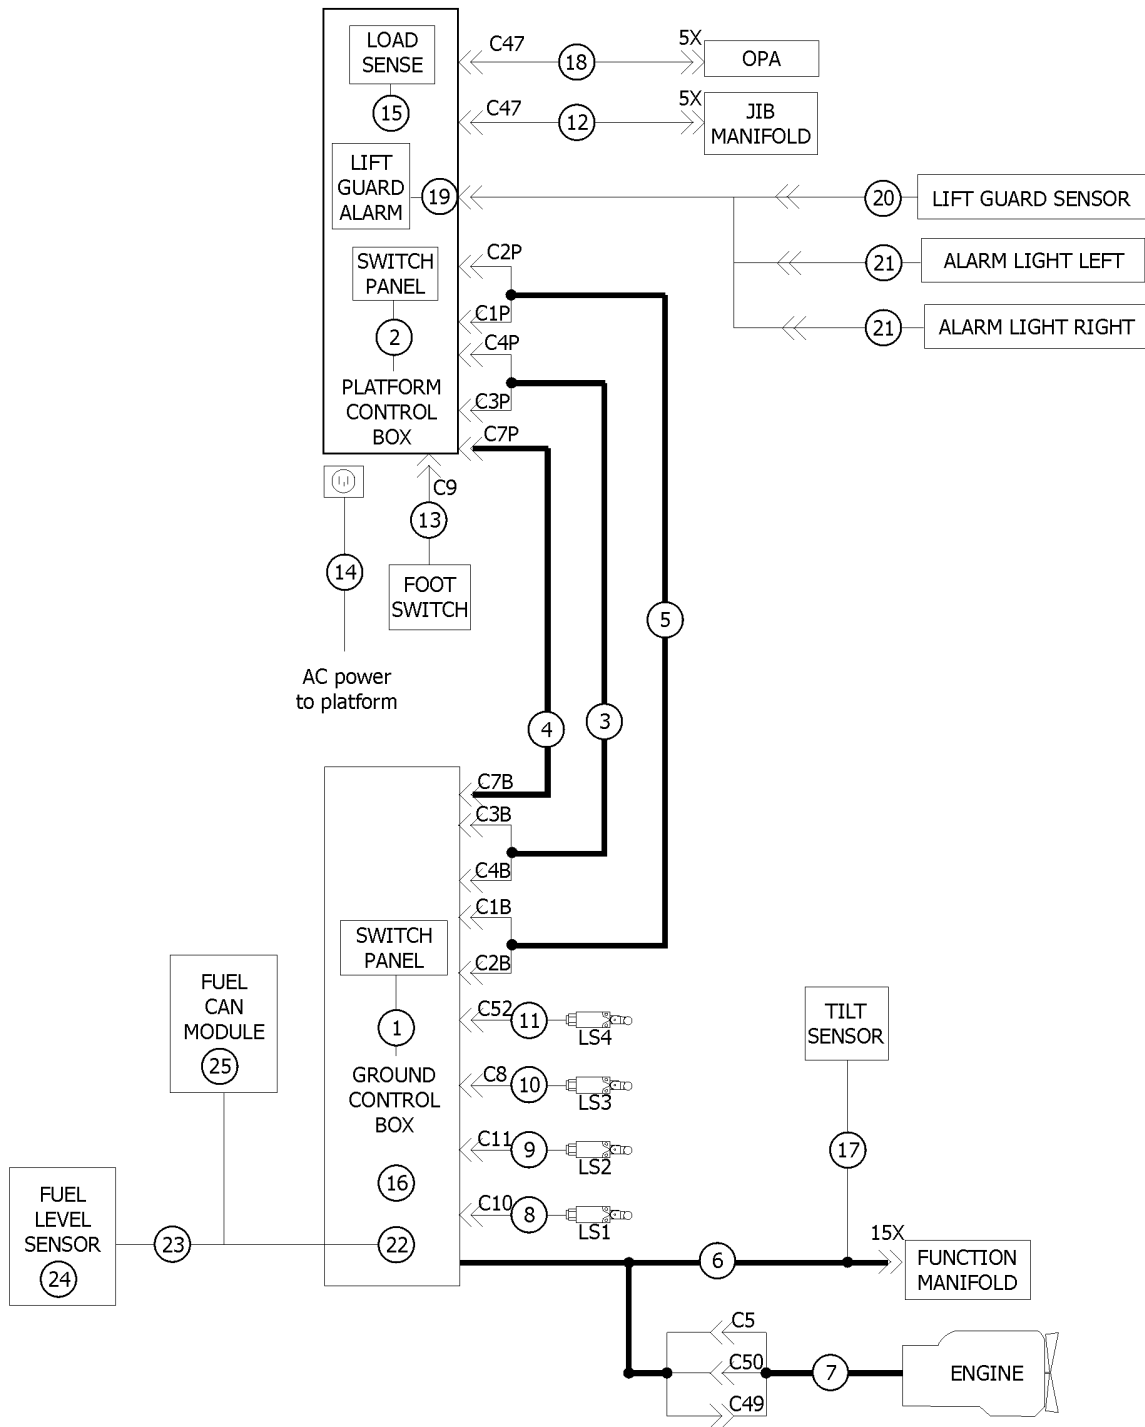 LOAD
SENSE
15
C47
18
5X
OPA
C47
12
5X
JIB
MANIFOLD
LIFT
GUARD
ALARM
19
20
LIFT GUARD SENSOR
21
ALARM LIGHT LEFT
21
ALARM LIGHT RIGHT
SWITCH
PANEL
2
PLATFORM
CONTROL
BOX
C2P
C1P
C4P
C3P
C7P
C9
13
FOOT
SWITCH
14
AC power
to platform
5
3
4
C7B
C3B
C4B
C1B
C2B
SWITCH
PANEL
1
GROUND
CONTROL
BOX
16
22
C52
11
LS4
C8
10
LS3
C11
9
LS2
C10
8
LS1
FUEL
CAN
MODULE
25
FUEL
LEVEL
SENSOR
24
23
TILT
SENSOR
17
6
15X
FUNCTION
MANIFOLD
C5
C50
C49
7
ENGINE